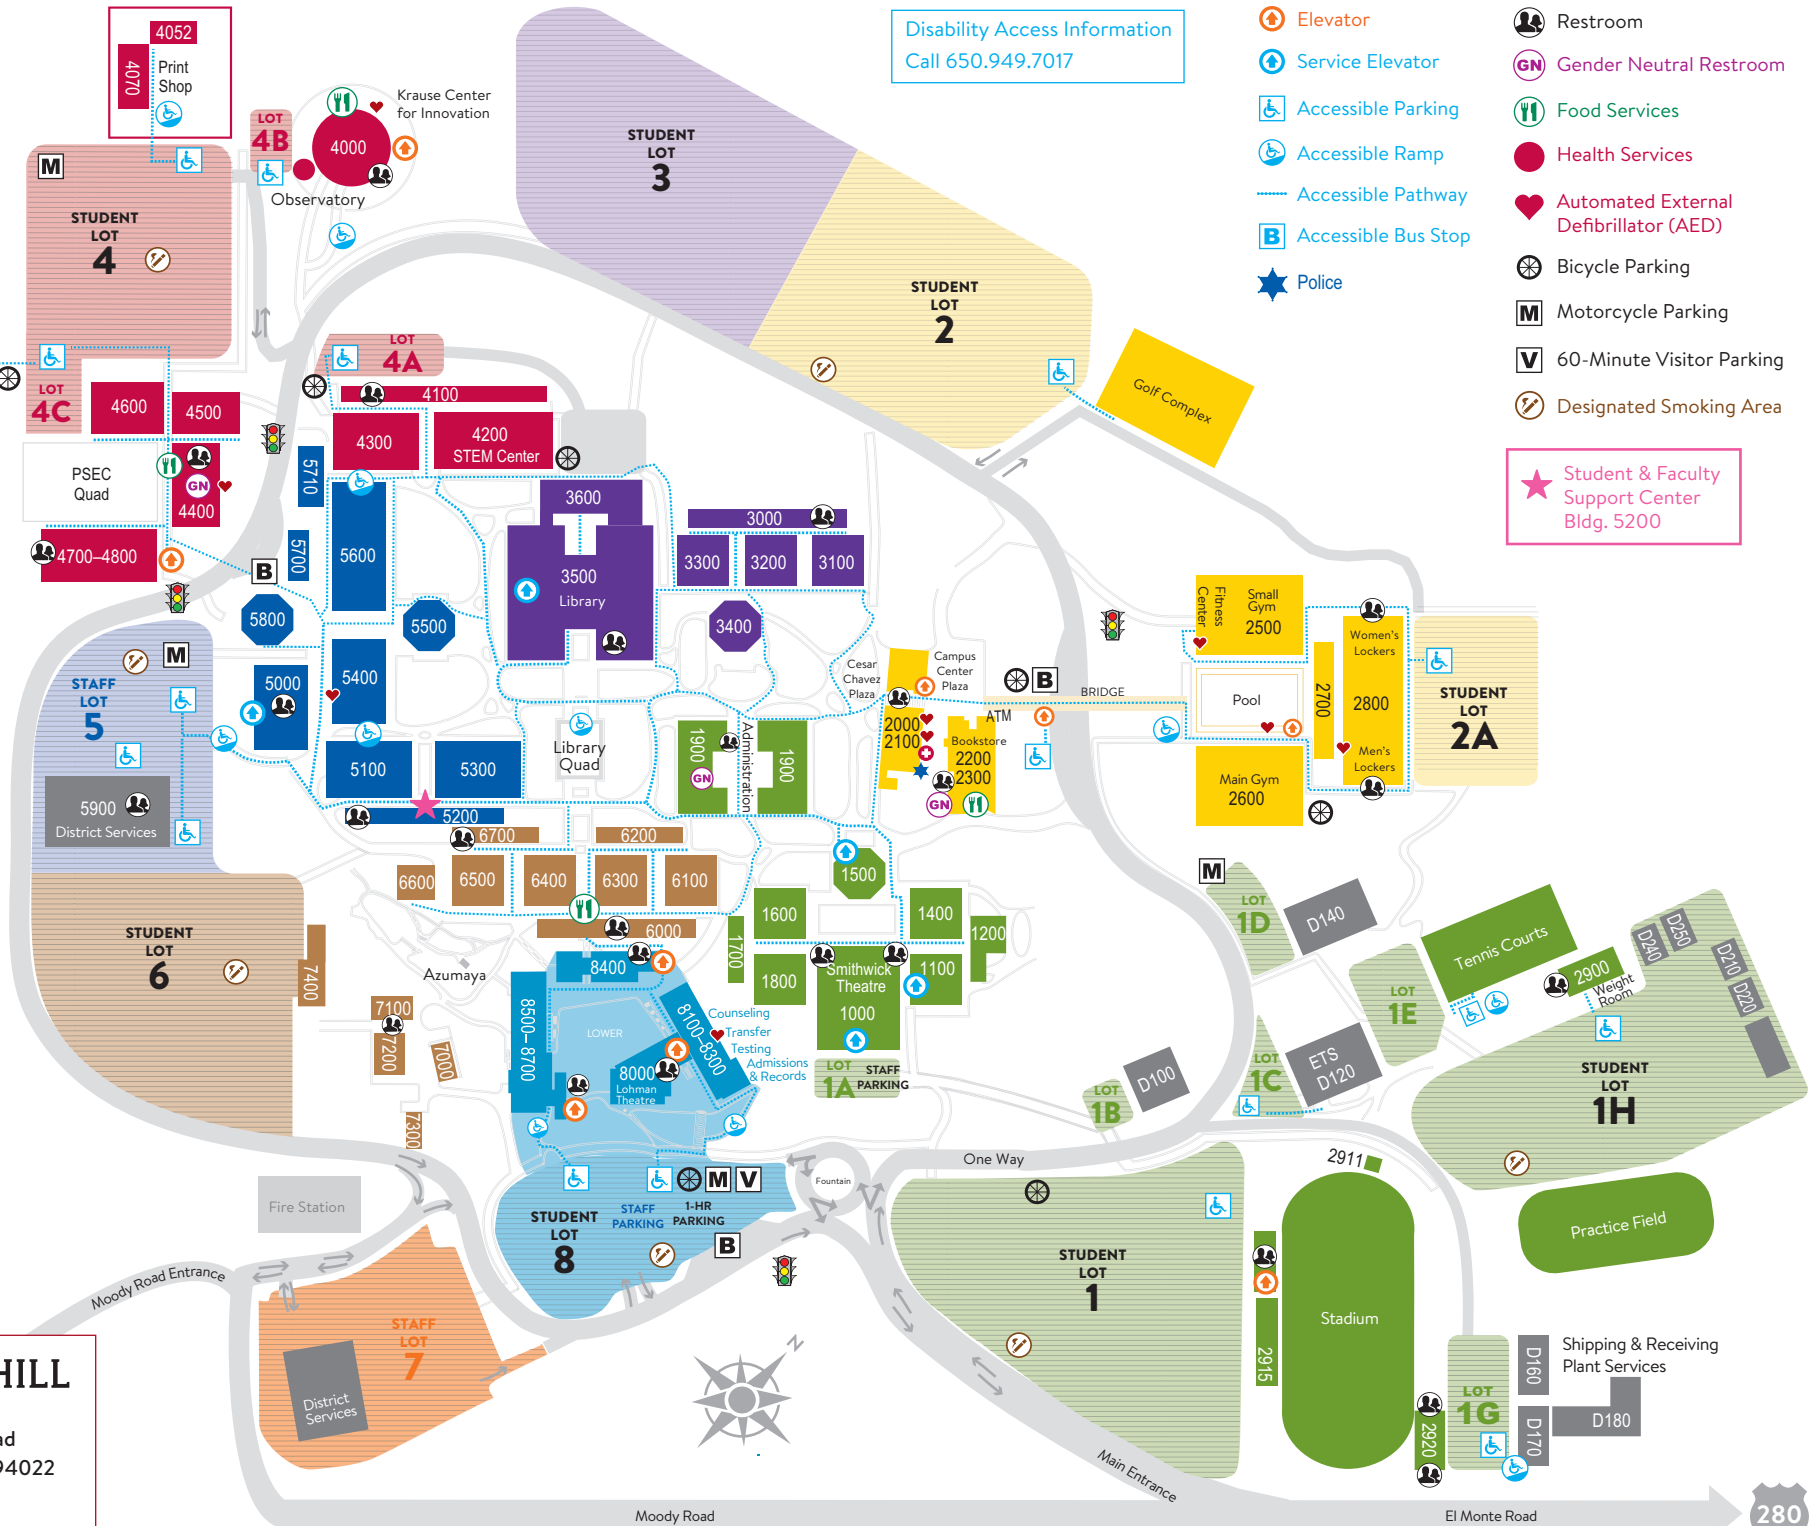 4052
4070
Print
Shop
Krause Center
for Innovation
LOT
4B
4000
Observatory
M
STUDENT
LOT
4
LOT
4C
LOT
4A
STUDENT
LOT
3
STUDENT
LOT
2
Disability Access Information
Call 650.949.7017
Elevator
Service Elevator
Accessible Parking
Accessible Ramp
Accessible Pathway
B Accessible Bus Stop
Police
Restroom
GN Gender Neutral Restroom
Food Services
Health Services
Automated External
Defibrillator (AED)
Bicycle Parking
M Motorcycle Parking
V 60-Minute Visitor Parking
Designated Smoking Area
Student & Faculty
Support Center
Bldg. 5200
Golf Complex
4600
4500
4100
4300
4200
STEM Center
PSEC
Quad
GN
4400
4700–4800
5710
5700
5600
B
5800
5500
3600
3500
Library
3000
3300
3200
3100
3400
M
STAFF
LOT
5
5000
5400
5100
5300
5200
5900
District Services
Library
Quad
1900
GN
Administration
1900
Cesar
Chavez
Plaza
Campus
Center
Plaza
2000
2100
Bookstore
2200
2300
GN
ATM
B
BRIDGE
Fitness
Center
Small
Gym
2500
Pool
2700
Women's
Lockers
2800
Men's
Lockers
Main Gym
2600
STUDENT
LOT
2A
6700
6200
6600
6500
6400
6300
6100
6000
STUDENT
LOT
6
7400
Azumaya
7100
7200
7000
7300
8400
8500–8700
LOWER
8100–8300
8000
Lohman
Theatre
Counseling
Transfer
Testing
Admissions
& Records
1500
1600
1400
1200
1700
1800
Smithwick
Theatre
1000
1100
LOT
1A
STAFF
PARKING
M
LOT
1D
D140
Tennis Courts
2900
Weight
Room
D240
D250
D210
D220
LOT
1E
LOT
1C
ETS
D120
LOT
1B
D100
STUDENT
LOT
1H
One Way
Fountain
2911
Practice Field
Fire Station
M
V
STUDENT
LOT
8
STAFF
PARKING
1-HR
PARKING
B
STUDENT
LOT
1
Stadium
2915
2920
LOT
1G
D160
D170
D180
Shipping & Receiving
Plant Services
Moody Road Entrance
STAFF
LOT
7
District
Services
N
Main Entrance
Moody Road
El Monte Road
280
HILL
94022